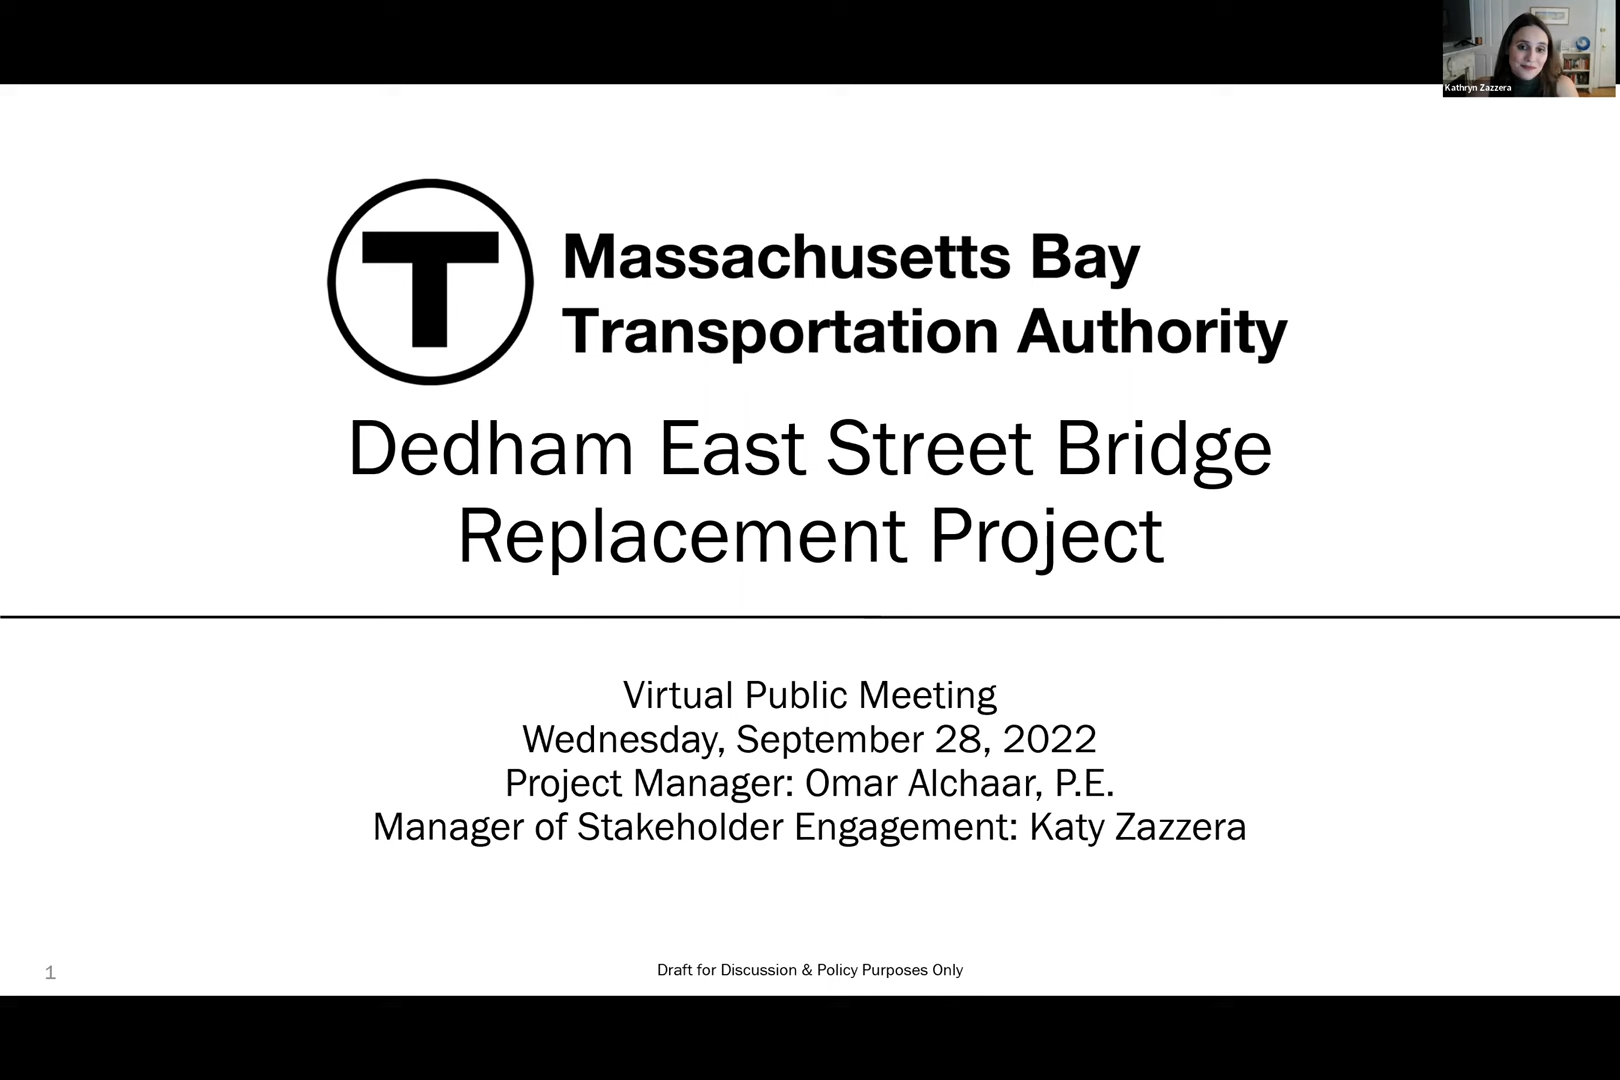 Kathryn Zazzera
T
Massachusetts Bay
Transportation Authority
Dedham East Street Bridge
Replacement Project
Virtual Public Meeting
Wednesday, September 28, 2022
Project Manager: Omar Alchaar, P.E.
Manager of Stakeholder Engagement: Katy Zazzera
1
Draft for Discussion & Policy Purposes Only